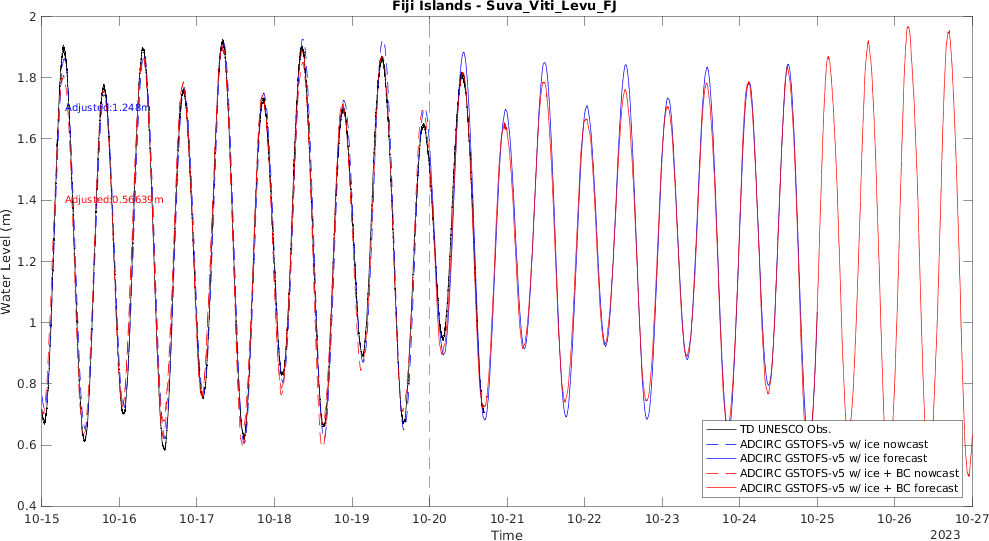 Fiji Islands - Suva_Viti_Levu_FJ
2
1.8
1.6
1.4
1.2
1
0.8
0.6
0.4
Water Level (m)
Adjusted:1.248m
Adjusted:0.56639m
TD UNESCO Obs.
ADCIRC GSTOFS-v5 w/ ice nowcast
ADCIRC GSTOFS-v5 w/ ice forecast
ADCIRC GSTOFS-v5 w/ ice + BC nowcast
ADCIRC GSTOFS-v5 w/ ice + BC forecast
10-15 10-16 10-17 10-18 10-19 10-20 10-21 10-22 10-23 10-24 10-25 10-26 10-27
Time
2023